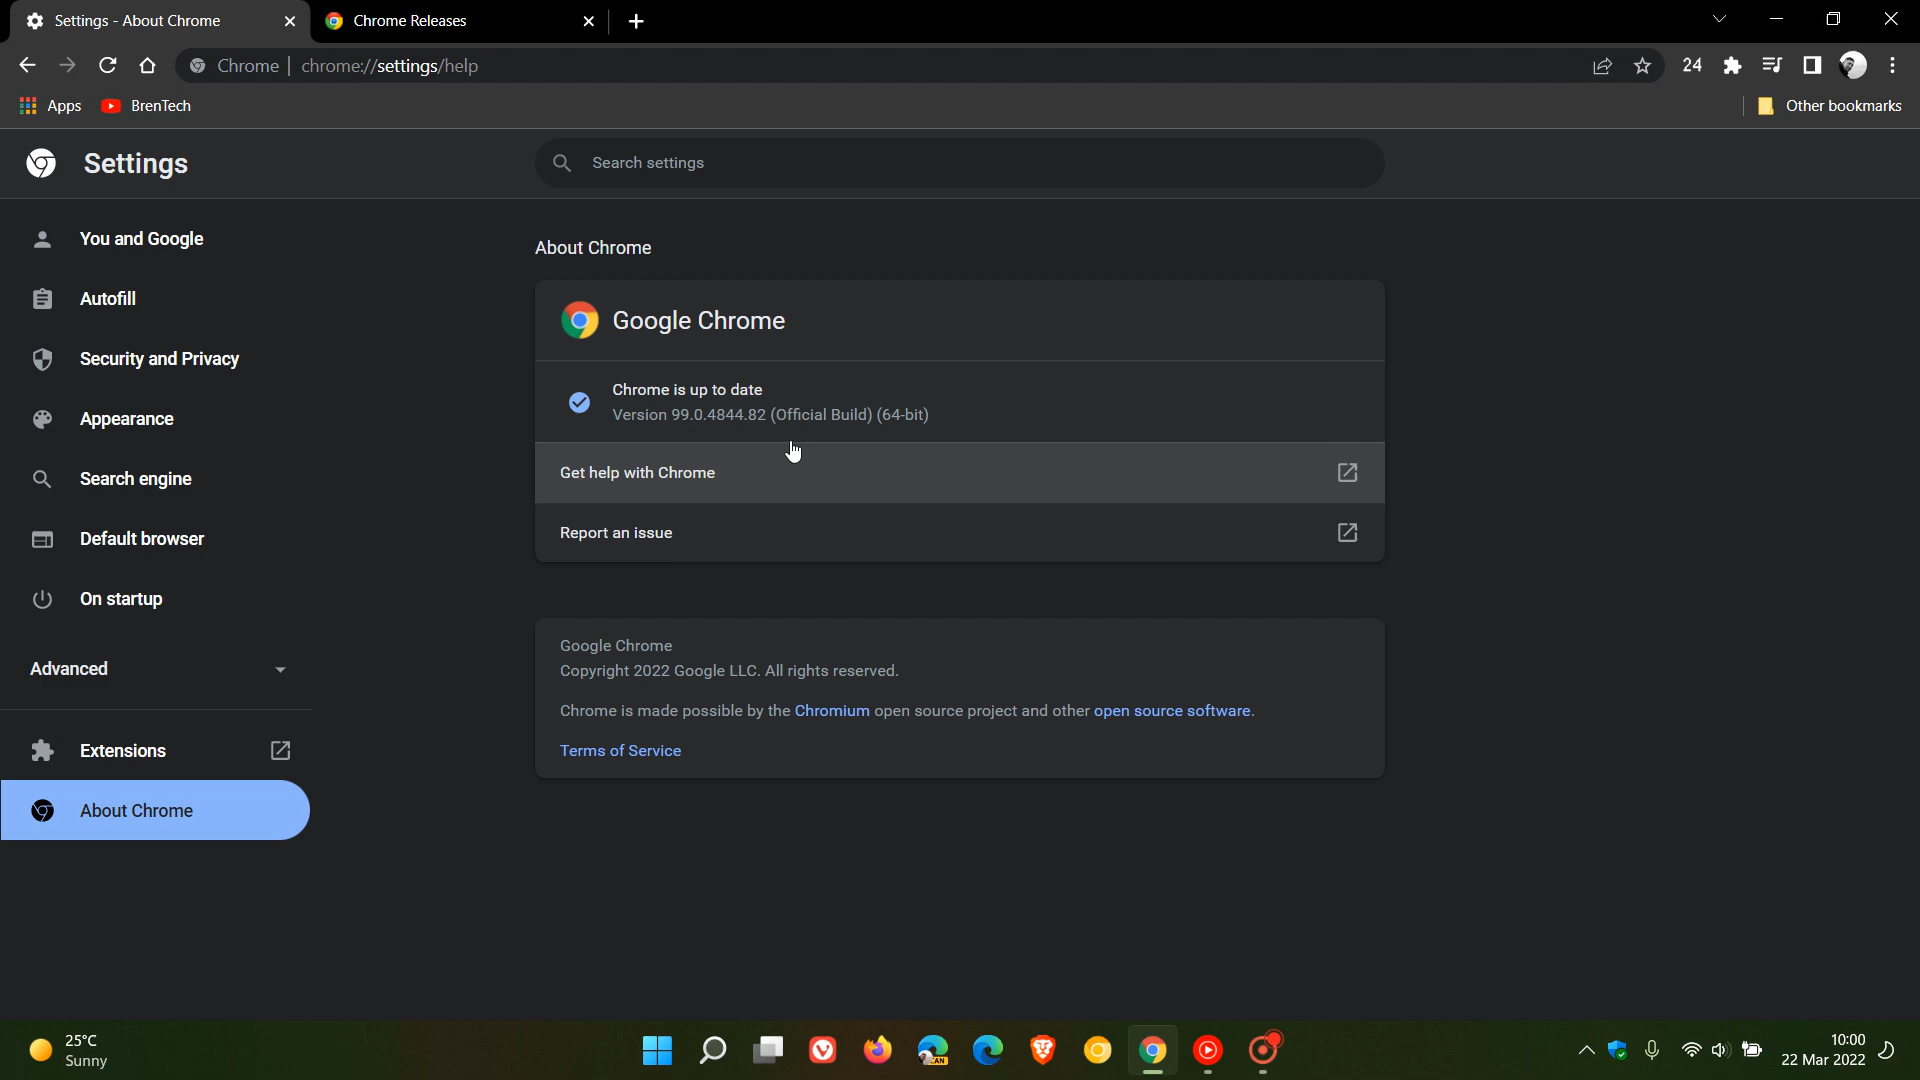 Settings - About Chrome
Chrome Releases
Chrome
chrome://settings/help
24
Apps
BrenTech
Other bookmarks
Settings
Search settings
You and Google
Autofill
Security and Privacy
Appearance
Search engine
Default browser
On startup
Advanced
Extensions
About Chrome
About Chrome
Google Chrome
Chrome is up to date
Version 99.0.4844.82 (Official Build) (64-bit)
Get help with Chrome
Report an issue
Google Chrome
Copyright 2022 Google LLC. All rights reserved.
Chrome is made possible by the Chromium open source project and other open source software.
Terms of Service
25°C
Sunny
CAN
10:00
22 Mar 2022